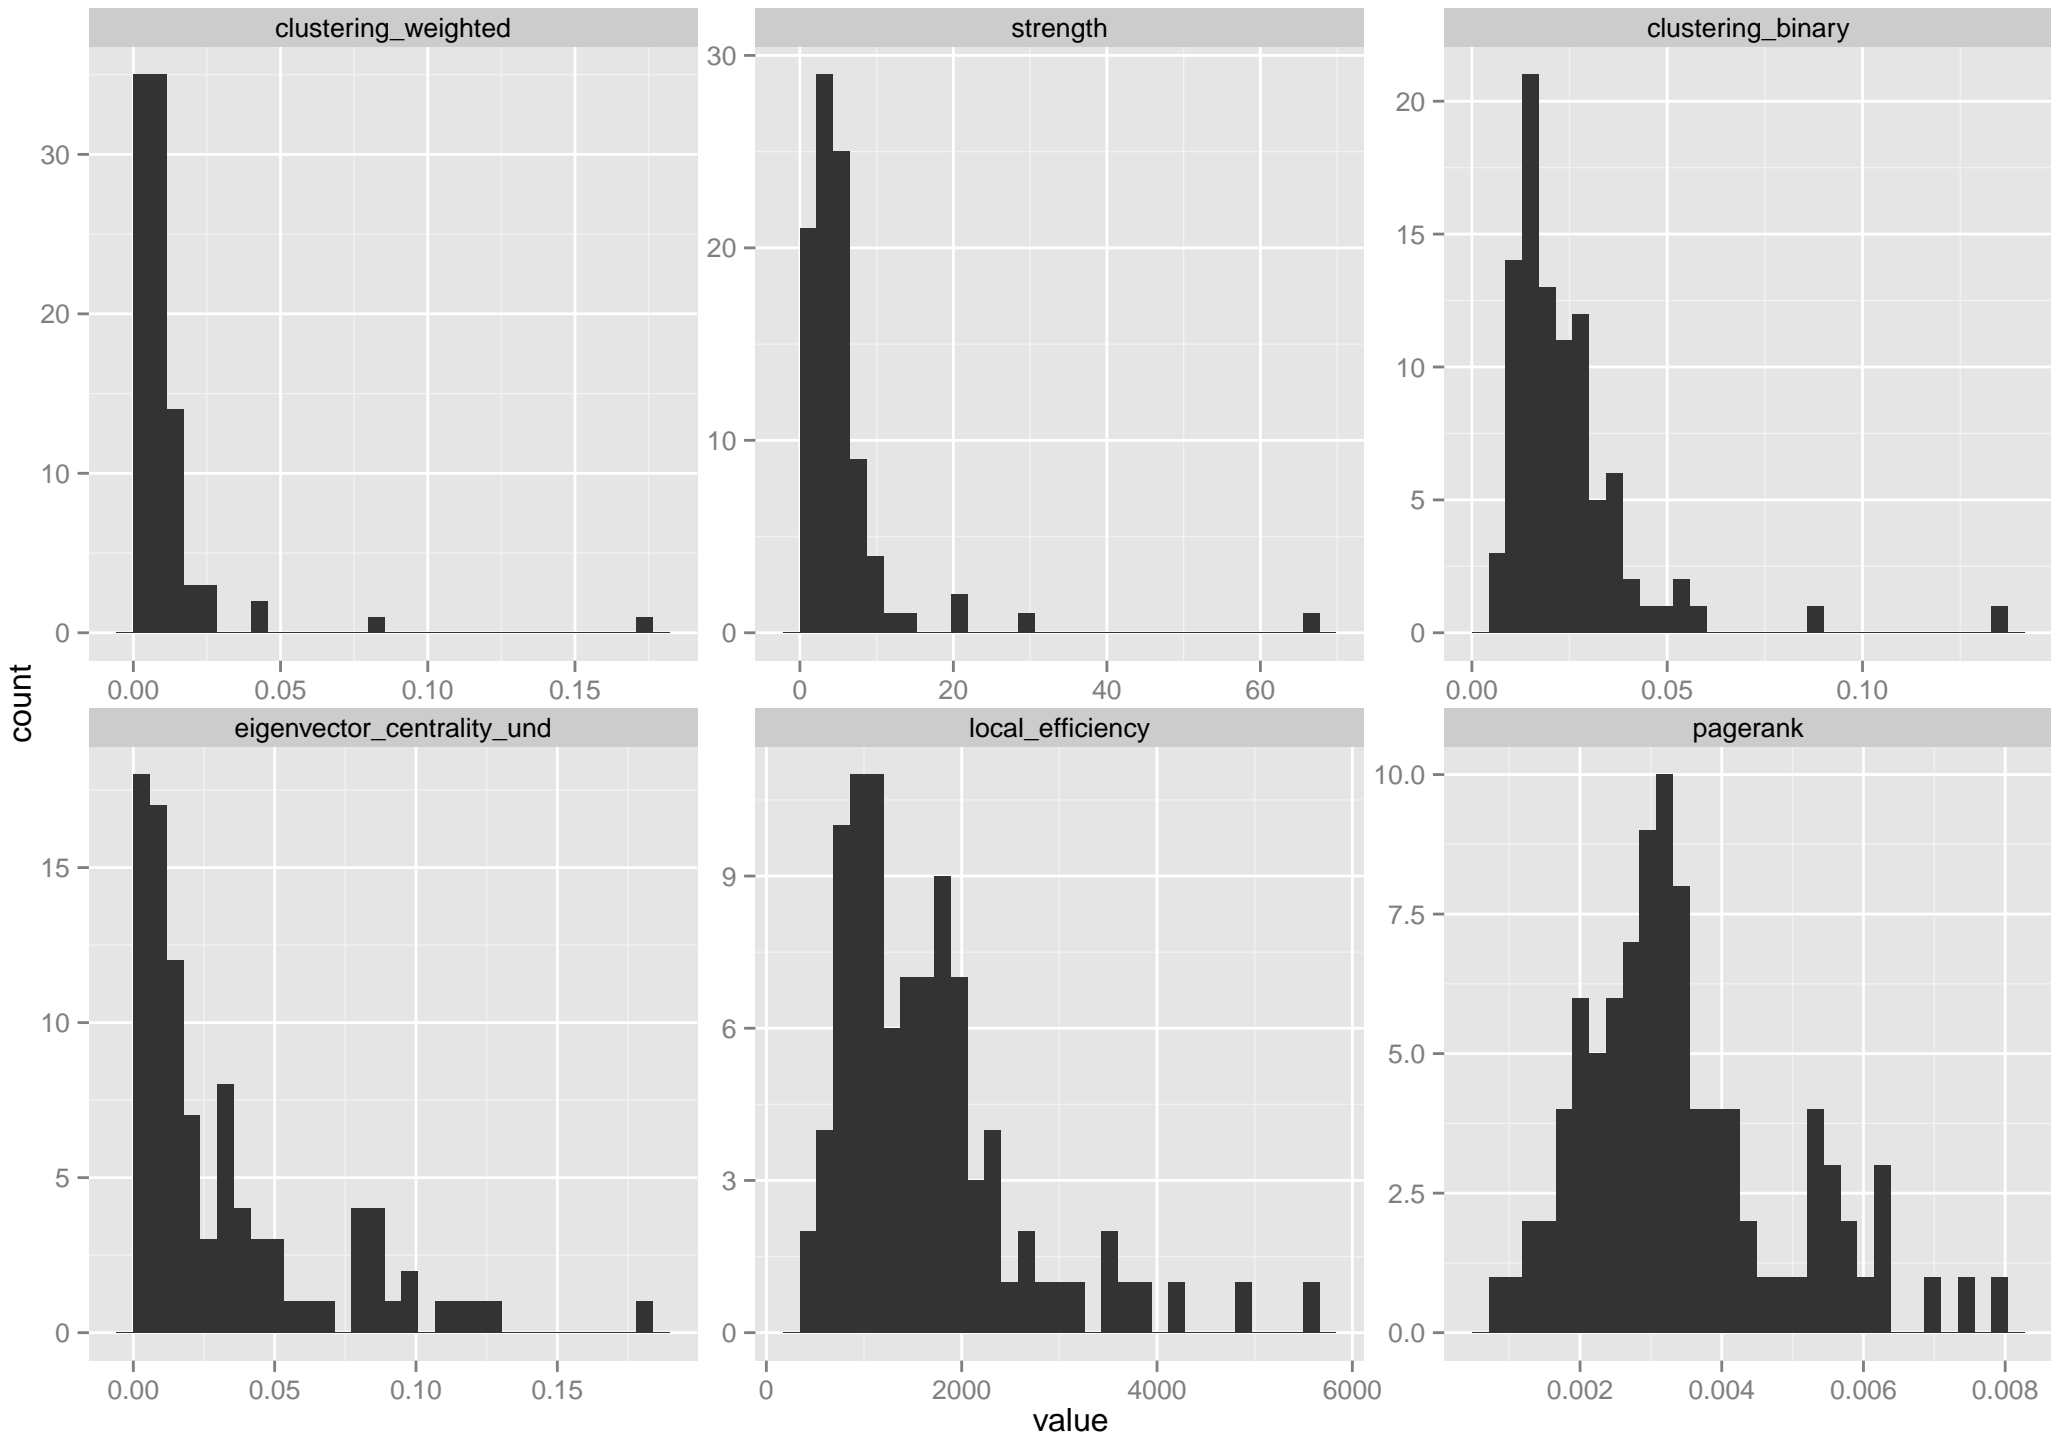 clustering_weighted
strength
clustering_binary
30
20
10
0
0.00 0.05 0.10 0.15
30
20
10
0
0 20 40 60
20
15
10
5
0
0.00 0.05 0.10
eigenvector_centrality_und
local_efficiency
pagerank
15
10
5
0
0.00 0.05 0.10 0.15
9
6
3
0
0 2000 4000 6000
10.0
7.5
5.0
2.5
0.0
0.002 0.004 0.006 0.008
count
value